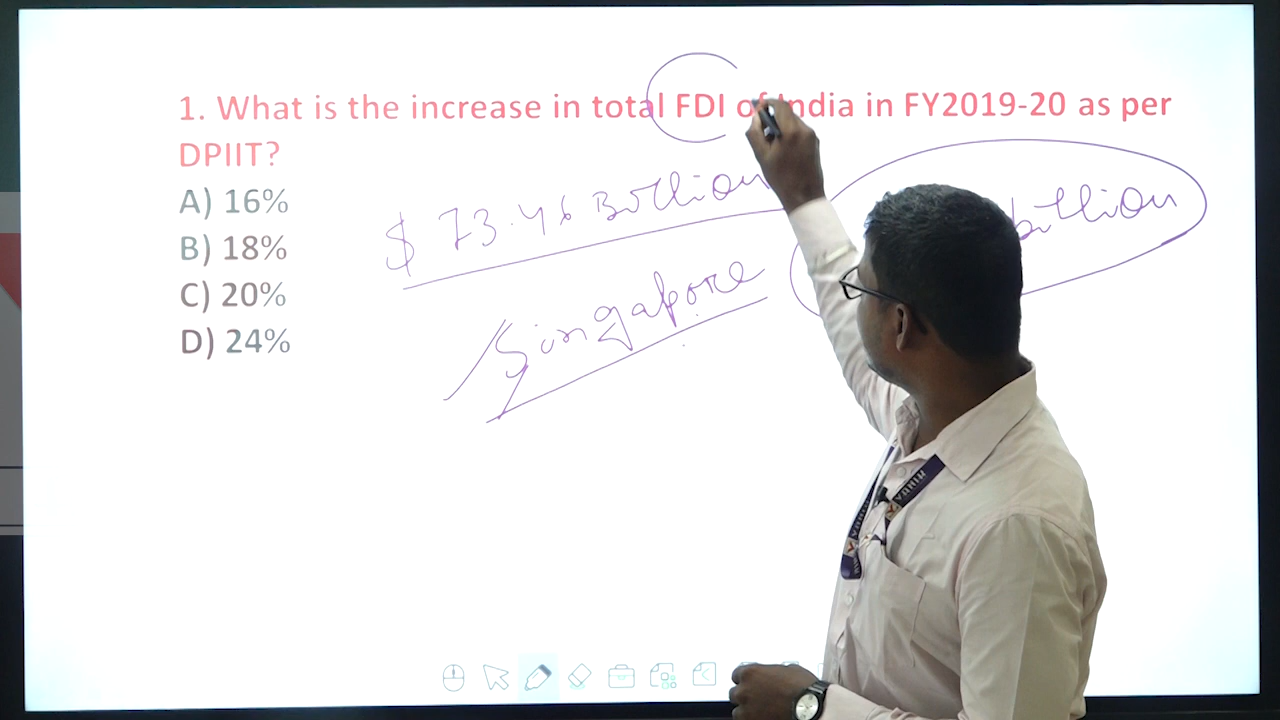 1. What is the increase in total FDI of India in FY2019-20 as per
DPIIT?
A) 16%
B) 18%
C) 20%
D) 24%
$ 73.46 Billion
billion
Singapore